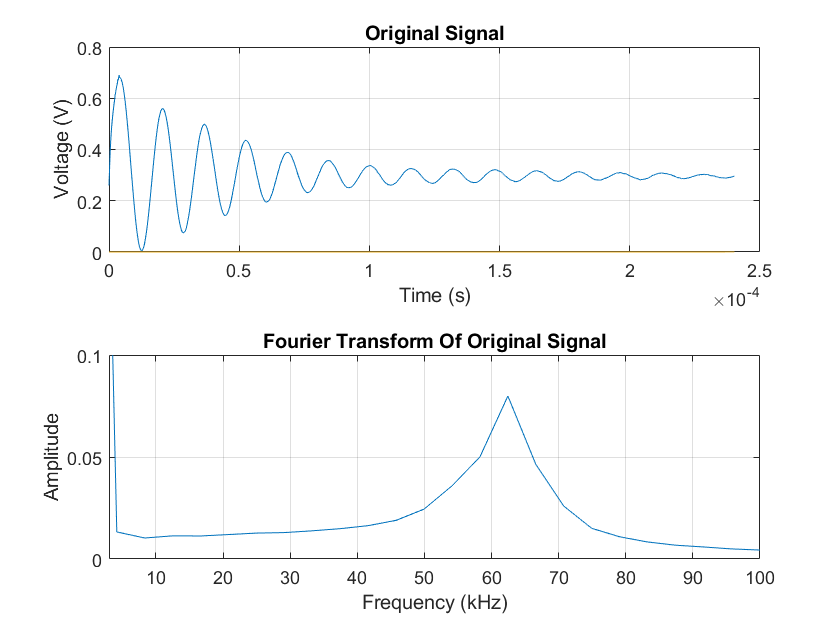 Original Signal
0.8
0.6
0.4
0.2
0
Voltage (V)
0 0.5 1 1.5 2 2.5
Time (s)
×10⁻⁴
Fourier Transform Of Original Signal
0.1
0.05
0
Amplitude
10 20 30 40 50 60 70 80 90 100
Frequency (kHz)